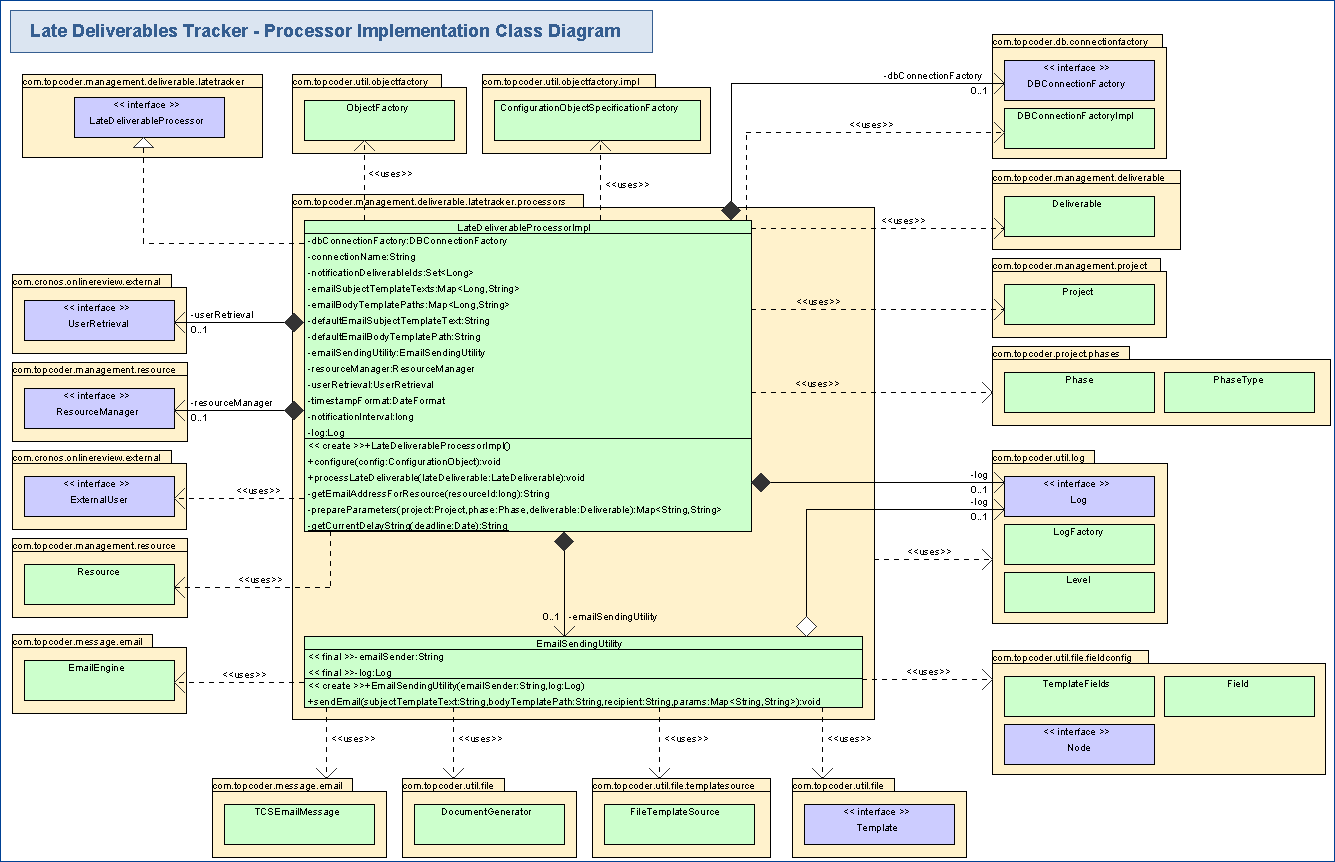 Late Deliverables Tracker - Processor Implementation Class Diagram
com.topcoder.management.deliverable.latetracker
<< interface >>
LateDeliverableProcessor
com.topcoder.util.objectfactory
ObjectFactory
com.topcoder.util.objectfactory.impl
ConfigurationObjectSpecificationFactory
com.topcoder.db.connectionfactory
<< interface >>
DBConnectionFactory
DBConnectionFactoryImpl
-dbConnectionFactory
0..1
<<uses>>
<<uses>>
<<uses>>
com.topcoder.management.deliverable
Deliverable
<<uses>>
com.topcoder.management.project
Project
<<uses>>
com.topcoder.project.phases
Phase
PhaseType
<<uses>>
com.topcoder.management.deliverable.latetracker.processors
LateDeliverableProcessorImpl
-dbConnectionFactory:DBConnectionFactory
-connectionName:String
-notificationDeliverableIds:Set<Long>
-emailSubjectTemplateTexts:Map<Long,String>
-emailBodyTemplatePaths:Map<Long,String>
-defaultEmailSubjectTemplateText:String
-defaultEmailBodyTemplatePath:String
-emailSendingUtility:EmailSendingUtility
-resourceManager:ResourceManager
-userRetrieval:UserRetrieval
-timestampFormat:DateFormat
-notificationInterval:long
-log:Log
<< create >>+LateDeliverableProcessorImpl()
+configure(config:ConfigurationObject):void
+processLateDeliverable(lateDeliverable:LateDeliverable):void
-getEmailAddressForResource(resourceId:long):String
-prepareParameters(project:Project,phase:Phase,deliverable:Deliverable):Map<String,String>
-getCurrentDelayString(deadline:Date):String
com.cronos.onlinereview.external
<< interface >>
UserRetrieval
-userRetrieval
0..1
com.topcoder.management.resource
<< interface >>
ResourceManager
-resourceManager
0..1
com.cronos.onlinereview.external
<< interface >>
ExternalUser
<<uses>>
com.topcoder.management.resource
Resource
<<uses>>
com.topcoder.message.email
EmailEngine
<<uses>>
com.topcoder.util.log
<< interface >>
Log
LogFactory
Level
-log
0..1
-log
0..1
<<uses>>
0..1
-emailSendingUtility
EmailSendingUtility
<< final >>-emailSender:String
<< final >>-log:Log
<< create >>+EmailSendingUtility(emailSender:String,log:Log)
+sendEmail(subjectTemplateText:String,bodyTemplatePath:String,recipient:String,params:Map<String,String>):void
com.topcoder.util.file.fieldconfig
TemplateFields
Field
<< interface >>
Node
<<uses>>
<<uses>>
<<uses>>
<<uses>>
<<uses>>
com.topcoder.message.email
TCSEmailMessage
com.topcoder.util.file
DocumentGenerator
com.topcoder.util.file.templatesource
FileTemplateSource
com.topcoder.util.file
<< interface >>
Template